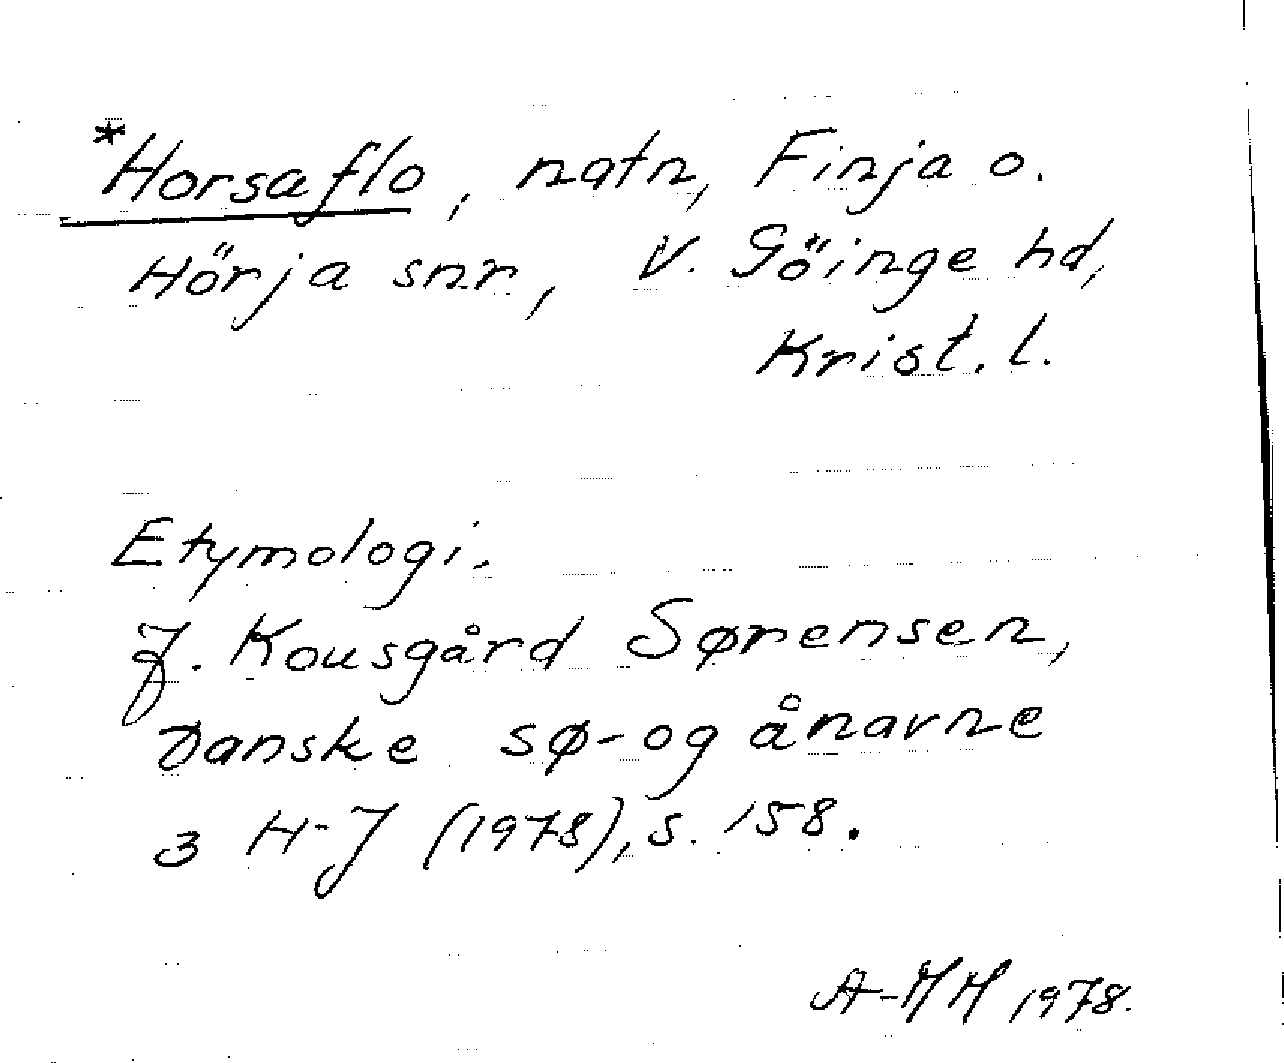 *Horsaflo, natn, Finja o.
Hörja snr, V. Göinge hd,
Krist. l.
Etymologi.
J. Kousgård Sørensen,
Danske sø- og ånavne
3 H-J (1978), s. 158.
A-MH 1978.